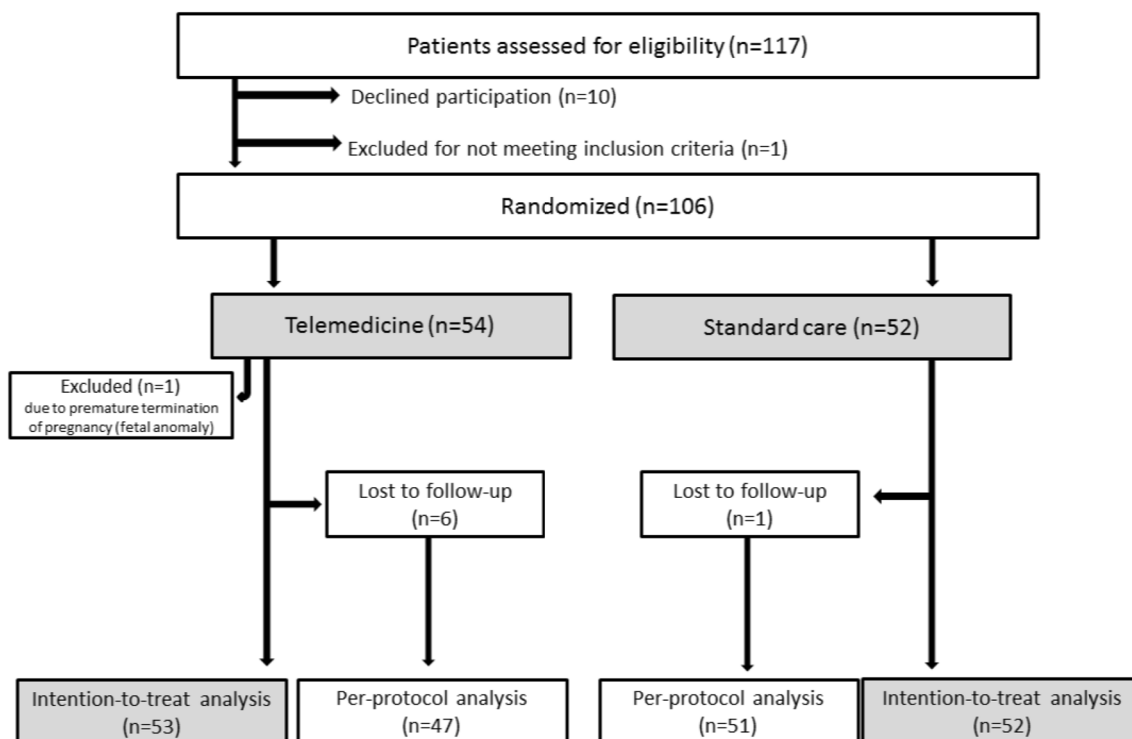 Patients assessed for eligibility (n=117)
Declined participation (n=10)
Excluded for not meeting inclusion criteria (n=1)
Randomized (n=106)
Telemedicine (n=54)
Standard care (n=52)
Excluded (n=1)
due to premature termination
of pregnancy (fetal anomaly)
Lost to follow-up
(n=6)
Lost to follow-up
(n=1)
Intention-to-treat analysis
(n=53)
Per-protocol analysis
(n=47)
Per-protocol analysis
(n=51)
Intention-to-treat analysis
(n=52)